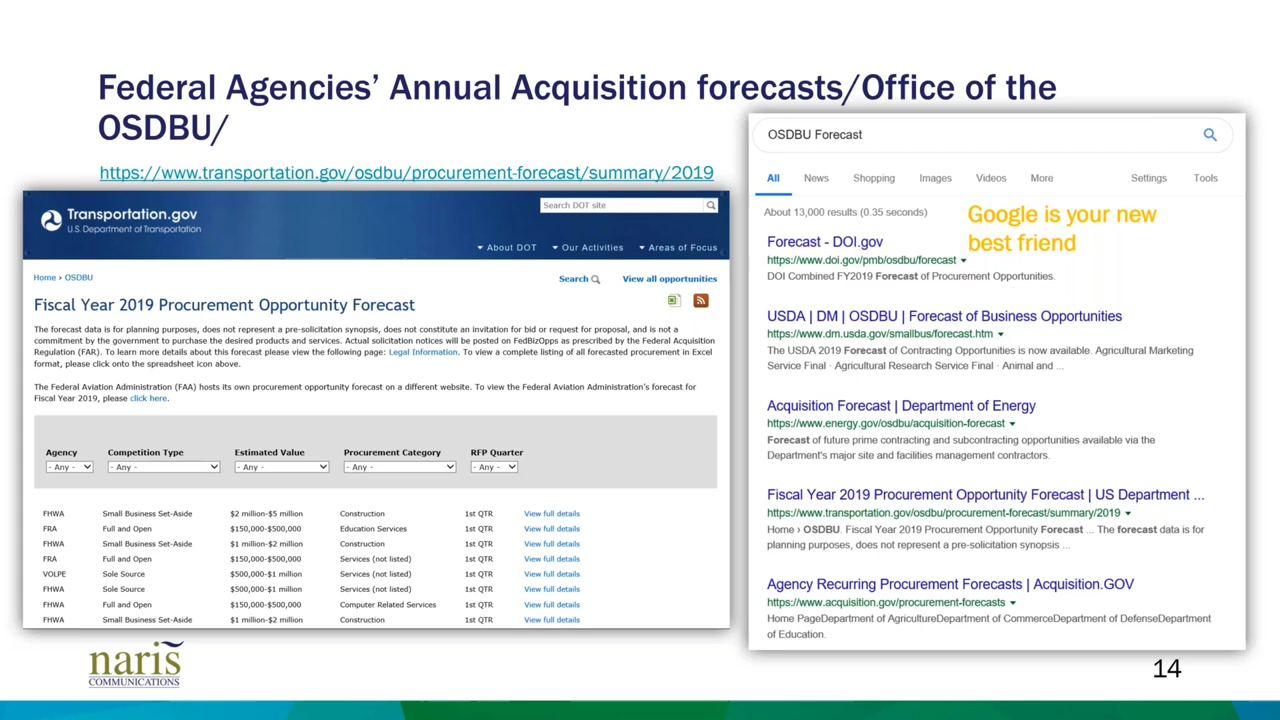 Federal Agencies’ Annual Acquisition forecasts/Office of the
OSDBU/
https://www.transportation.gov/osdbu/procurement-forecast/summary/2019
Transportation.gov
U.S. Department of Transportation
Search DOT site
About DOT Our Activities Areas of Focus
Home › OSDBU
Search View all opportunities
Fiscal Year 2019 Procurement Opportunity Forecast
The forecast data is for planning purposes, does not represent a pre-solicitation synopsis, does not constitute an invitation for bid or request for proposal, and is not a
commitment by the government to purchase the desired products and services. Actual solicitation notices will be posted on FedBizOpps as prescribed by the Federal Acquisition
Regulation (FAR). To learn more details about this forecast please view the following page: Legal Information. To view a complete listing of all forecasted procurement in Excel
format, please click onto the spreadsheet icon above.
The Federal Aviation Administration (FAA) hosts its own procurement opportunity forecast on a different website. To view the Federal Aviation Administration's forecast for
Fiscal Year 2019, please click here.
Agency Competition Type Estimated Value Procurement Category RFP Quarter
- Any - - Any - - Any - - Any - - Any -
FHWA Small Business Set-Aside $2 million-$5 million Construction 1st QTR View full details
FRA Full and Open $150,000-$500,000 Education Services 1st QTR View full details
FHWA Small Business Set-Aside $1 million-$2 million Construction 1st QTR View full details
FRA Full and Open $150,000-$500,000 Services (not listed) 1st QTR View full details
VOLPE Sole Source $500,000-$1 million Services (not listed) 1st QTR View full details
FHWA Sole Source $500,000-$1 million Services (not listed) 1st QTR View full details
FHWA Full and Open $150,000-$500,000 Computer Related Services 1st QTR View full details
FHWA Small Business Set-Aside $1 million-$2 million Construction 1st QTR View full details
OSDBU Forecast
All News Shopping Images Videos More Settings Tools
About 13,000 results (0.35 seconds)
Google is your new
best friend
Forecast - DOI.gov
https://www.doi.gov/pmb/osdbu/forecast
DOI Combined FY2019 Forecast of Procurement Opportunities.
USDA | DM | OSDBU | Forecast of Business Opportunities
https://www.dm.usda.gov/smallbus/forecast.htm
The USDA 2019 Forecast of Contracting Opportunities is now available. Agricultural Marketing
Service Final · Agricultural Research Service Final · Animal and ...
Acquisition Forecast | Department of Energy
https://www.energy.gov/osdbu/acquisition-forecast
Forecast of future prime contracting and subcontracting opportunities available via the
Department's major site and facilities management contractors.
Fiscal Year 2019 Procurement Opportunity Forecast | US Department ...
https://www.transportation.gov/osdbu/procurement-forecast/summary/2019
Home › OSDBU. Fiscal Year 2019 Procurement Opportunity Forecast ... The forecast data is for
planning purposes, does not represent a pre-solicitation synopsis ...
Agency Recurring Procurement Forecasts | Acquisition.GOV
https://www.acquisition.gov/procurement-forecasts
Home PageDepartment of AgricultureDepartment of CommerceDepartment of DefenseDepartment
of Education.
naris
COMMUNICATIONS
14